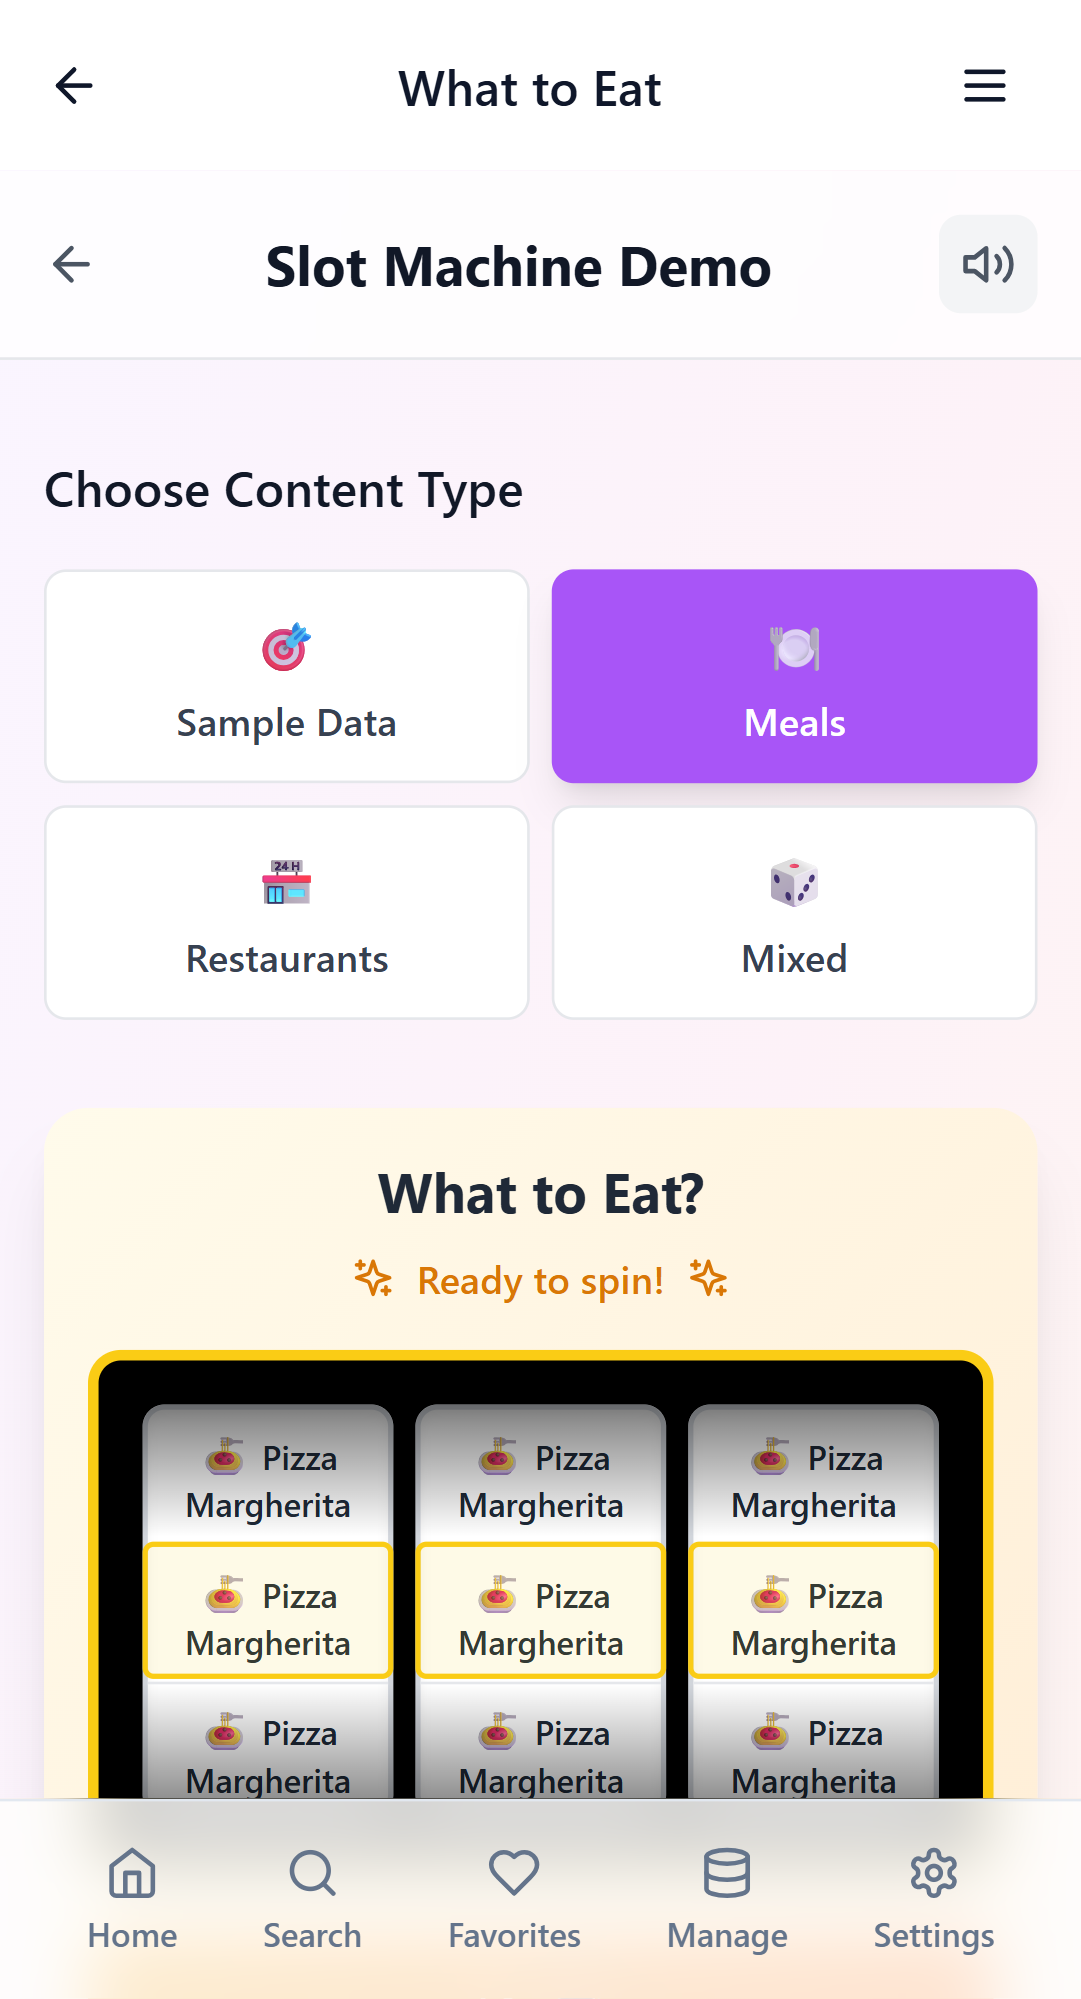 What to Eat
Slot Machine Demo
Choose Content Type
Sample Data
Meals
24 H
Restaurants
Mixed
What to Eat?
Ready to spin!
Pizza
Margherita
Pizza
Margherita
Pizza
Margherita
Pizza
Margherita
Pizza
Margherita
Pizza
Margherita
Pizza
Margherita
Pizza
Margherita
Pizza
Margherita
Home
Search
Favorites
Manage
Settings